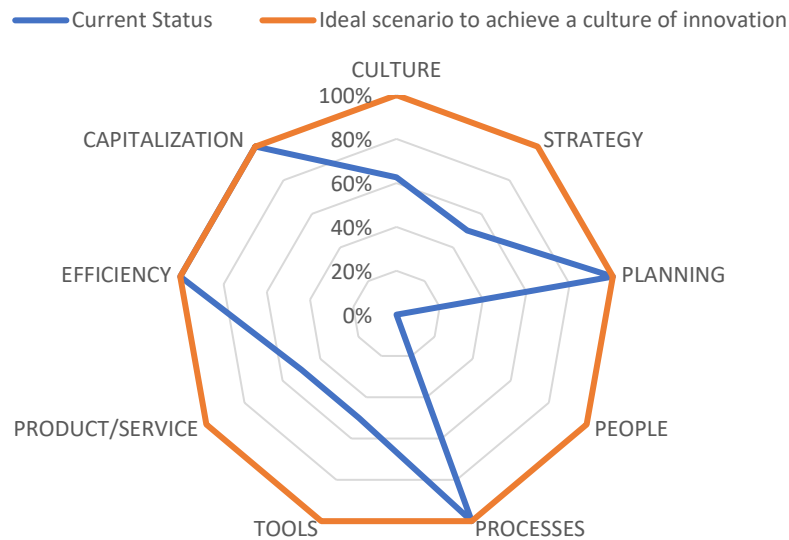 Current Status
Ideal scenario to achieve a culture of innovation
CULTURE
100%
STRATEGY
CAPITALIZATION
80%
60%
40%
EFFICIENCY
PLANNING
20%
0%
PRODUCT/SERVICE
PEOPLE
TOOLS
PROCESSES